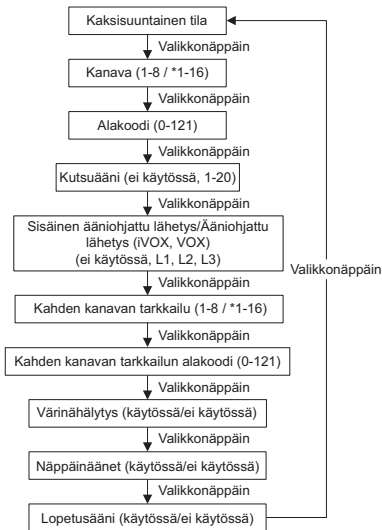 Kaksisuuntainen tila
Valikkonäppäin
Kanava (1-8 / *1-16)
Valikkonäppäin
Alakoodi (0-121)
Valikkonäppäin
Kutsuääni (ei käytössä, 1-20)
Valikkonäppäin
Sisäinen ääniohjattu lähetys/Ääniohjattu
lähetys (iVOX, VOX)
(ei käytössä, L1, L2, L3)
Valikkonäppäin
Valikkonäppäin
Kahden kanavan tarkkailu (1-8 / *1-16)
Valikkonäppäin
Kahden kanavan tarkkailun alakoodi (0-121)
Valikkonäppäin
Värinähälytys (käytössä/ei käytössä)
Valikkonäppäin
Näppäinäänet (käytössä/ei käytössä)
Valikkonäppäin
Lopetusääni (käytössä/ei käytössä)